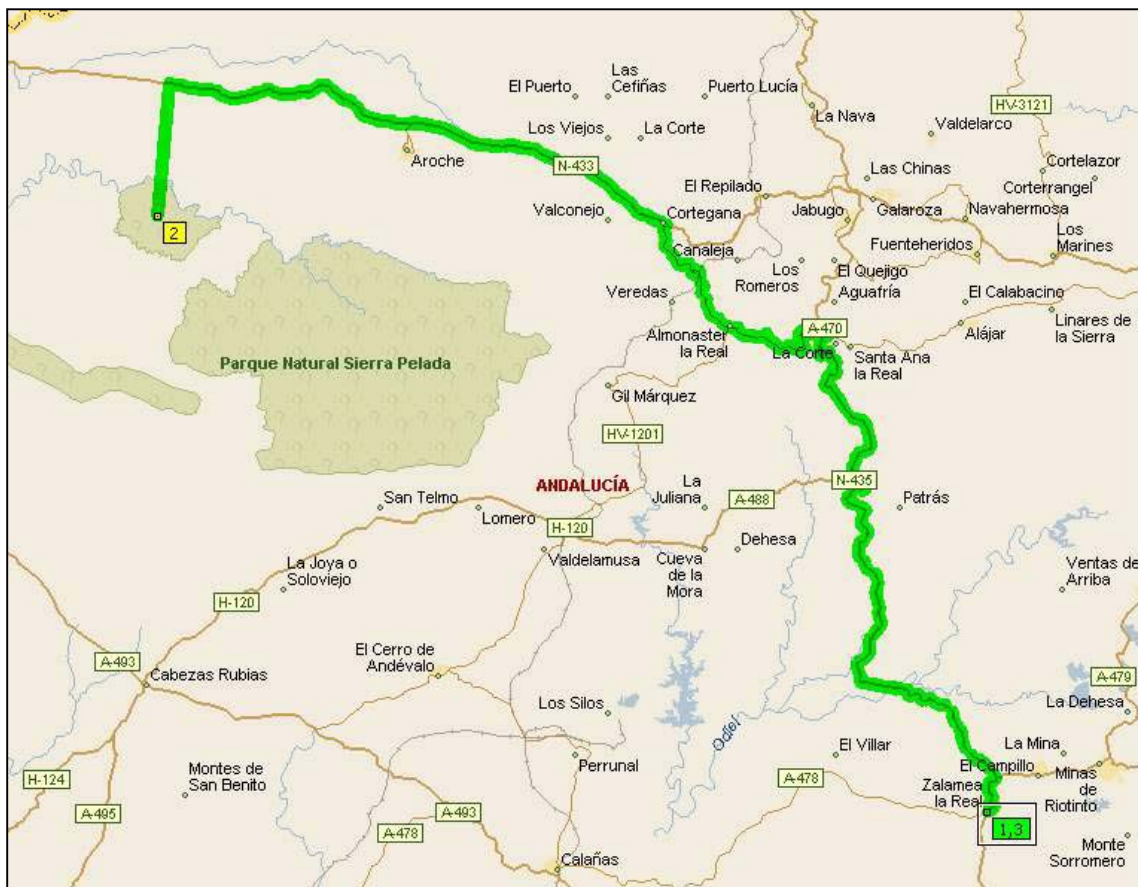 El Puerto
Las
Cefiñas
Puerto Lucía
La Nava
HV-3121
Valdelarco
Los Viejos
La Corte
Aroche
N-433
Las Chinas
Cortelazor
Corterrangel
El Repilado
Jabugo
Galaroza
Navahermosa
Valconejo
Cortegana
2
Canaleja
Fuenteheridos
Los
Marines
Los
Romeros
El Quejigo
Aguafría
El Calabacino
Veredas
Almonaster
la Real
A-470
La Corte
Santa Ana
la Real
Alájar
Linares de
la Sierra
Parque Natural Sierra Pelada
Gil Márquez
HV-1201
ANDALUCÍA
La
Juliana
N-435
A-488
Patrás
San Telmo
Lomero
H-120
Valdelamusa
Cueva
de la
Mora
Dehesa
La Joya o
Soloviejo
Ventas de
Arriba
H-120
A-493
Cabezas Rubias
El Cerro de
Andévalo
A-479
La Dehesa
Los Silos
Odiel
El Villar
La Mina
Perrunal
H-124
Montes de
San Benito
A-478
El Campillo
Zalamea
la Real
Minas
de
Riotinto
A-495
A-493
A-478
1,3
Monte
Sorromero
Calañas